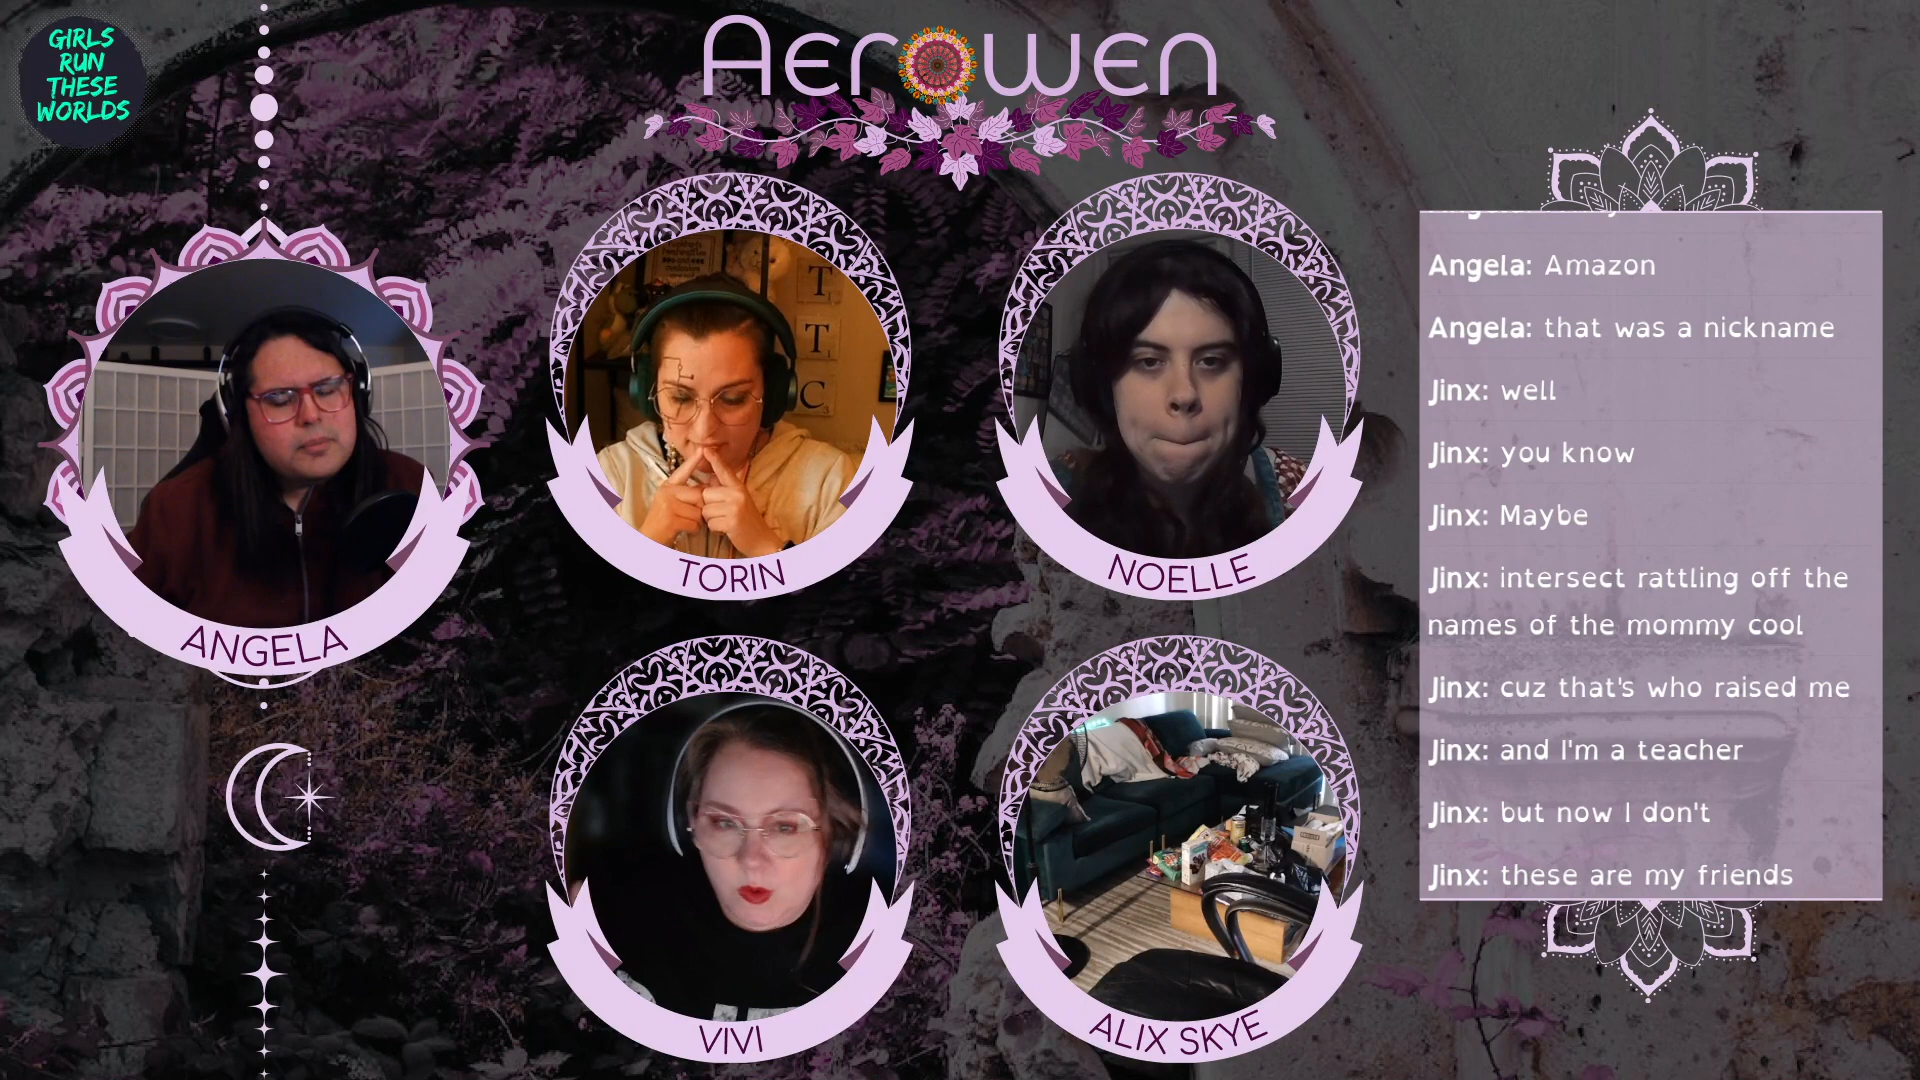 GIRLS
RUN
THESE
WORLDS
Aerowen
ANGELA
T
T
C
TORIN
NOELLE
VIVI
ALIX SKYE
Angela: Amazon
Angela: that was a nickname
Jinx: well
Jinx: you know
Jinx: Maybe
Jinx: intersect rattling off the
names of the mommy cool
Jinx: cuz that's who raised me
Jinx: and I'm a teacher
Jinx: but now I don't
Jinx: these are my friends